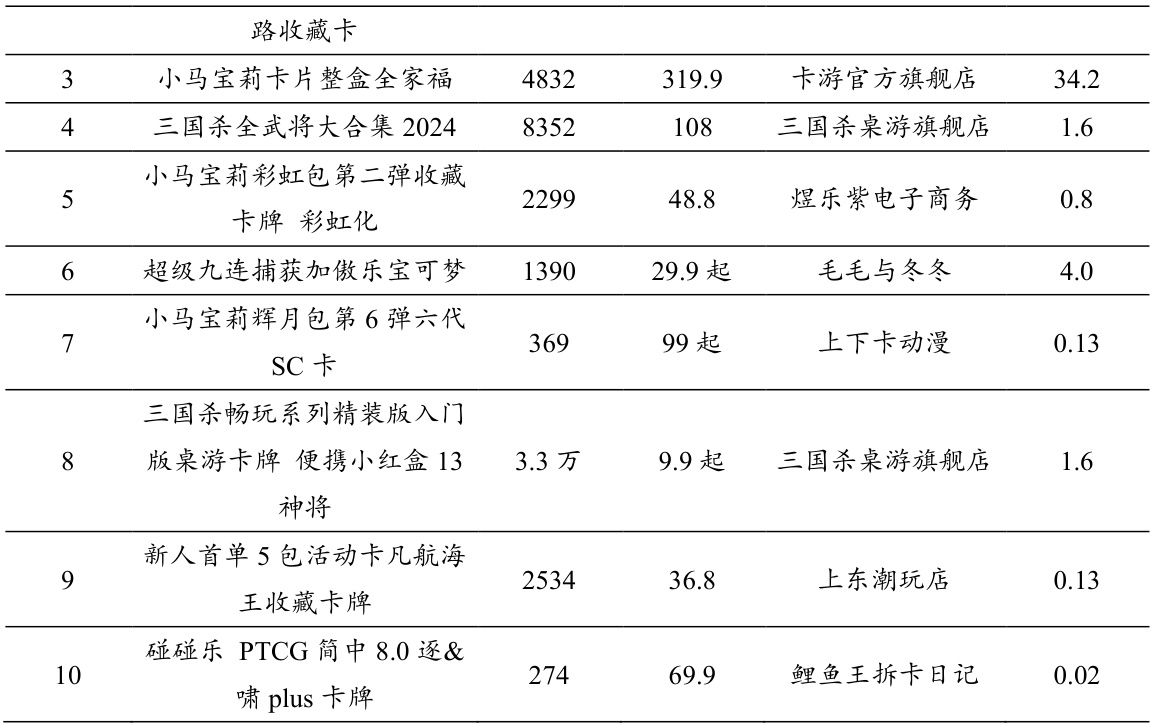 路收藏卡
3 小马宝莉卡片整盒全家福 4832 319.9 卡游官方旗舰店 34.2
4 三国杀全武将大合集 2024 8352 108 三国杀桌游旗舰店 1.6
小马宝莉彩虹包第二弹收藏
5 2299 48.8 煜乐紫电子商务 0.8
卡牌 彩虹化
6 超级九连捕获加傲乐宝可梦 1390 29.9 起 毛毛与冬冬 4.0
小马宝莉辉月包第 6 弹六代
7 369 99 起 上下卡动漫 0.13
SC 卡
三国杀畅玩系列精装版入门
8 版桌游卡牌 便携小红盒 13 3.3 万 9.9 起 三国杀桌游旗舰店 1.6
神将
新人首单 5 包活动卡凡航海
9 2534 36.8 上东潮玩店 0.13
王收藏卡牌
碰碰乐 PTCG 简中 8.0 逐&
10 274 69.9 鲤鱼王拆卡日记 0.02
啸 plus 卡牌